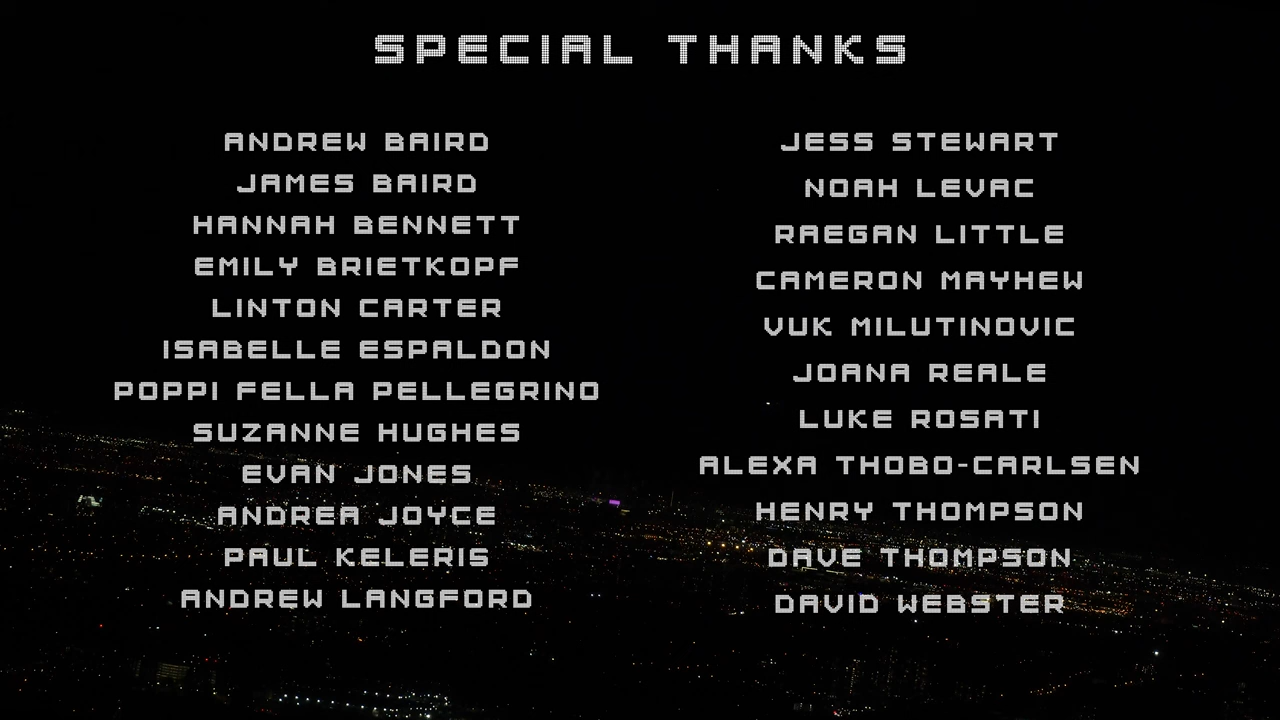 SPECIAL THANKS
ANDREW BAIRD
JAMES BAIRD
HANNAH BENNETT
EMILY BRIETKOPF
LINTON CARTER
ISABELLE ESPALDON
POPPI FELLA PELLEGRINO
SUZANNE HUGHES
EVAN JONES
ANDREA JOYCE
PAUL KELERIS
ANDREW LANGFORD
JESS STEWART
NOAH LEVAC
RAEGAN LITTLE
CAMERON MAYHEW
VUK MILUTINOVIC
JOANA REALE
LUKE ROSATI
ALEXA THOBO-CARLSEN
HENRY THOMPSON
DAVE THOMPSON
DAVID WEBSTER